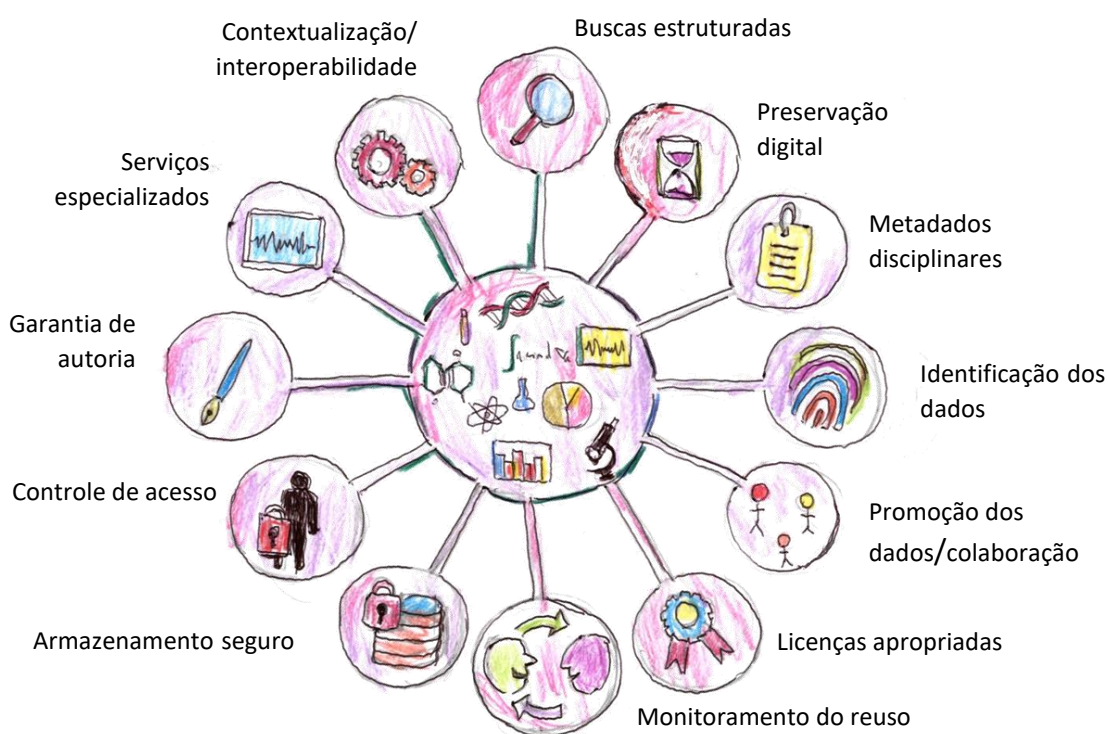 Buscas estruturadas
Contextualização/
interoperabilidade
Preservação
digital
Serviços
especializados
Metadados
disciplinares
Garantia de
autoria
Identificação dos
dados
Controle de acesso
Promoção dos
dados/colaboração
Armazenamento seguro
Licenças apropriadas
Monitoramento do reuso